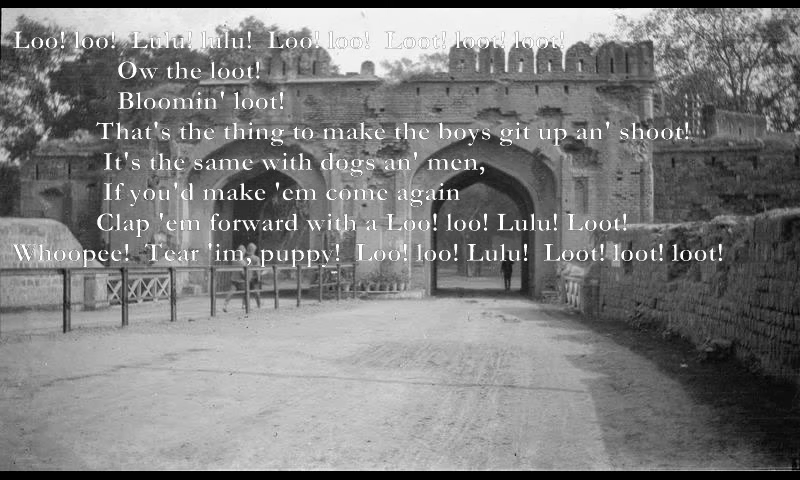 Loo! loo! Lulu! lulu! Loo! loo! Loot! loot! loot!
Ow the loot!
Bloomin' loot!
That's the thing to make the boys git up an' shoot!
It's the same with dogs an' men,
If you'd make 'em come again
Clap 'em forward with a Loo! loo! Lulu! Loot!
Whoopee! Tear 'im, puppy! Loo! loo! Lulu! Loot! loot! loot!